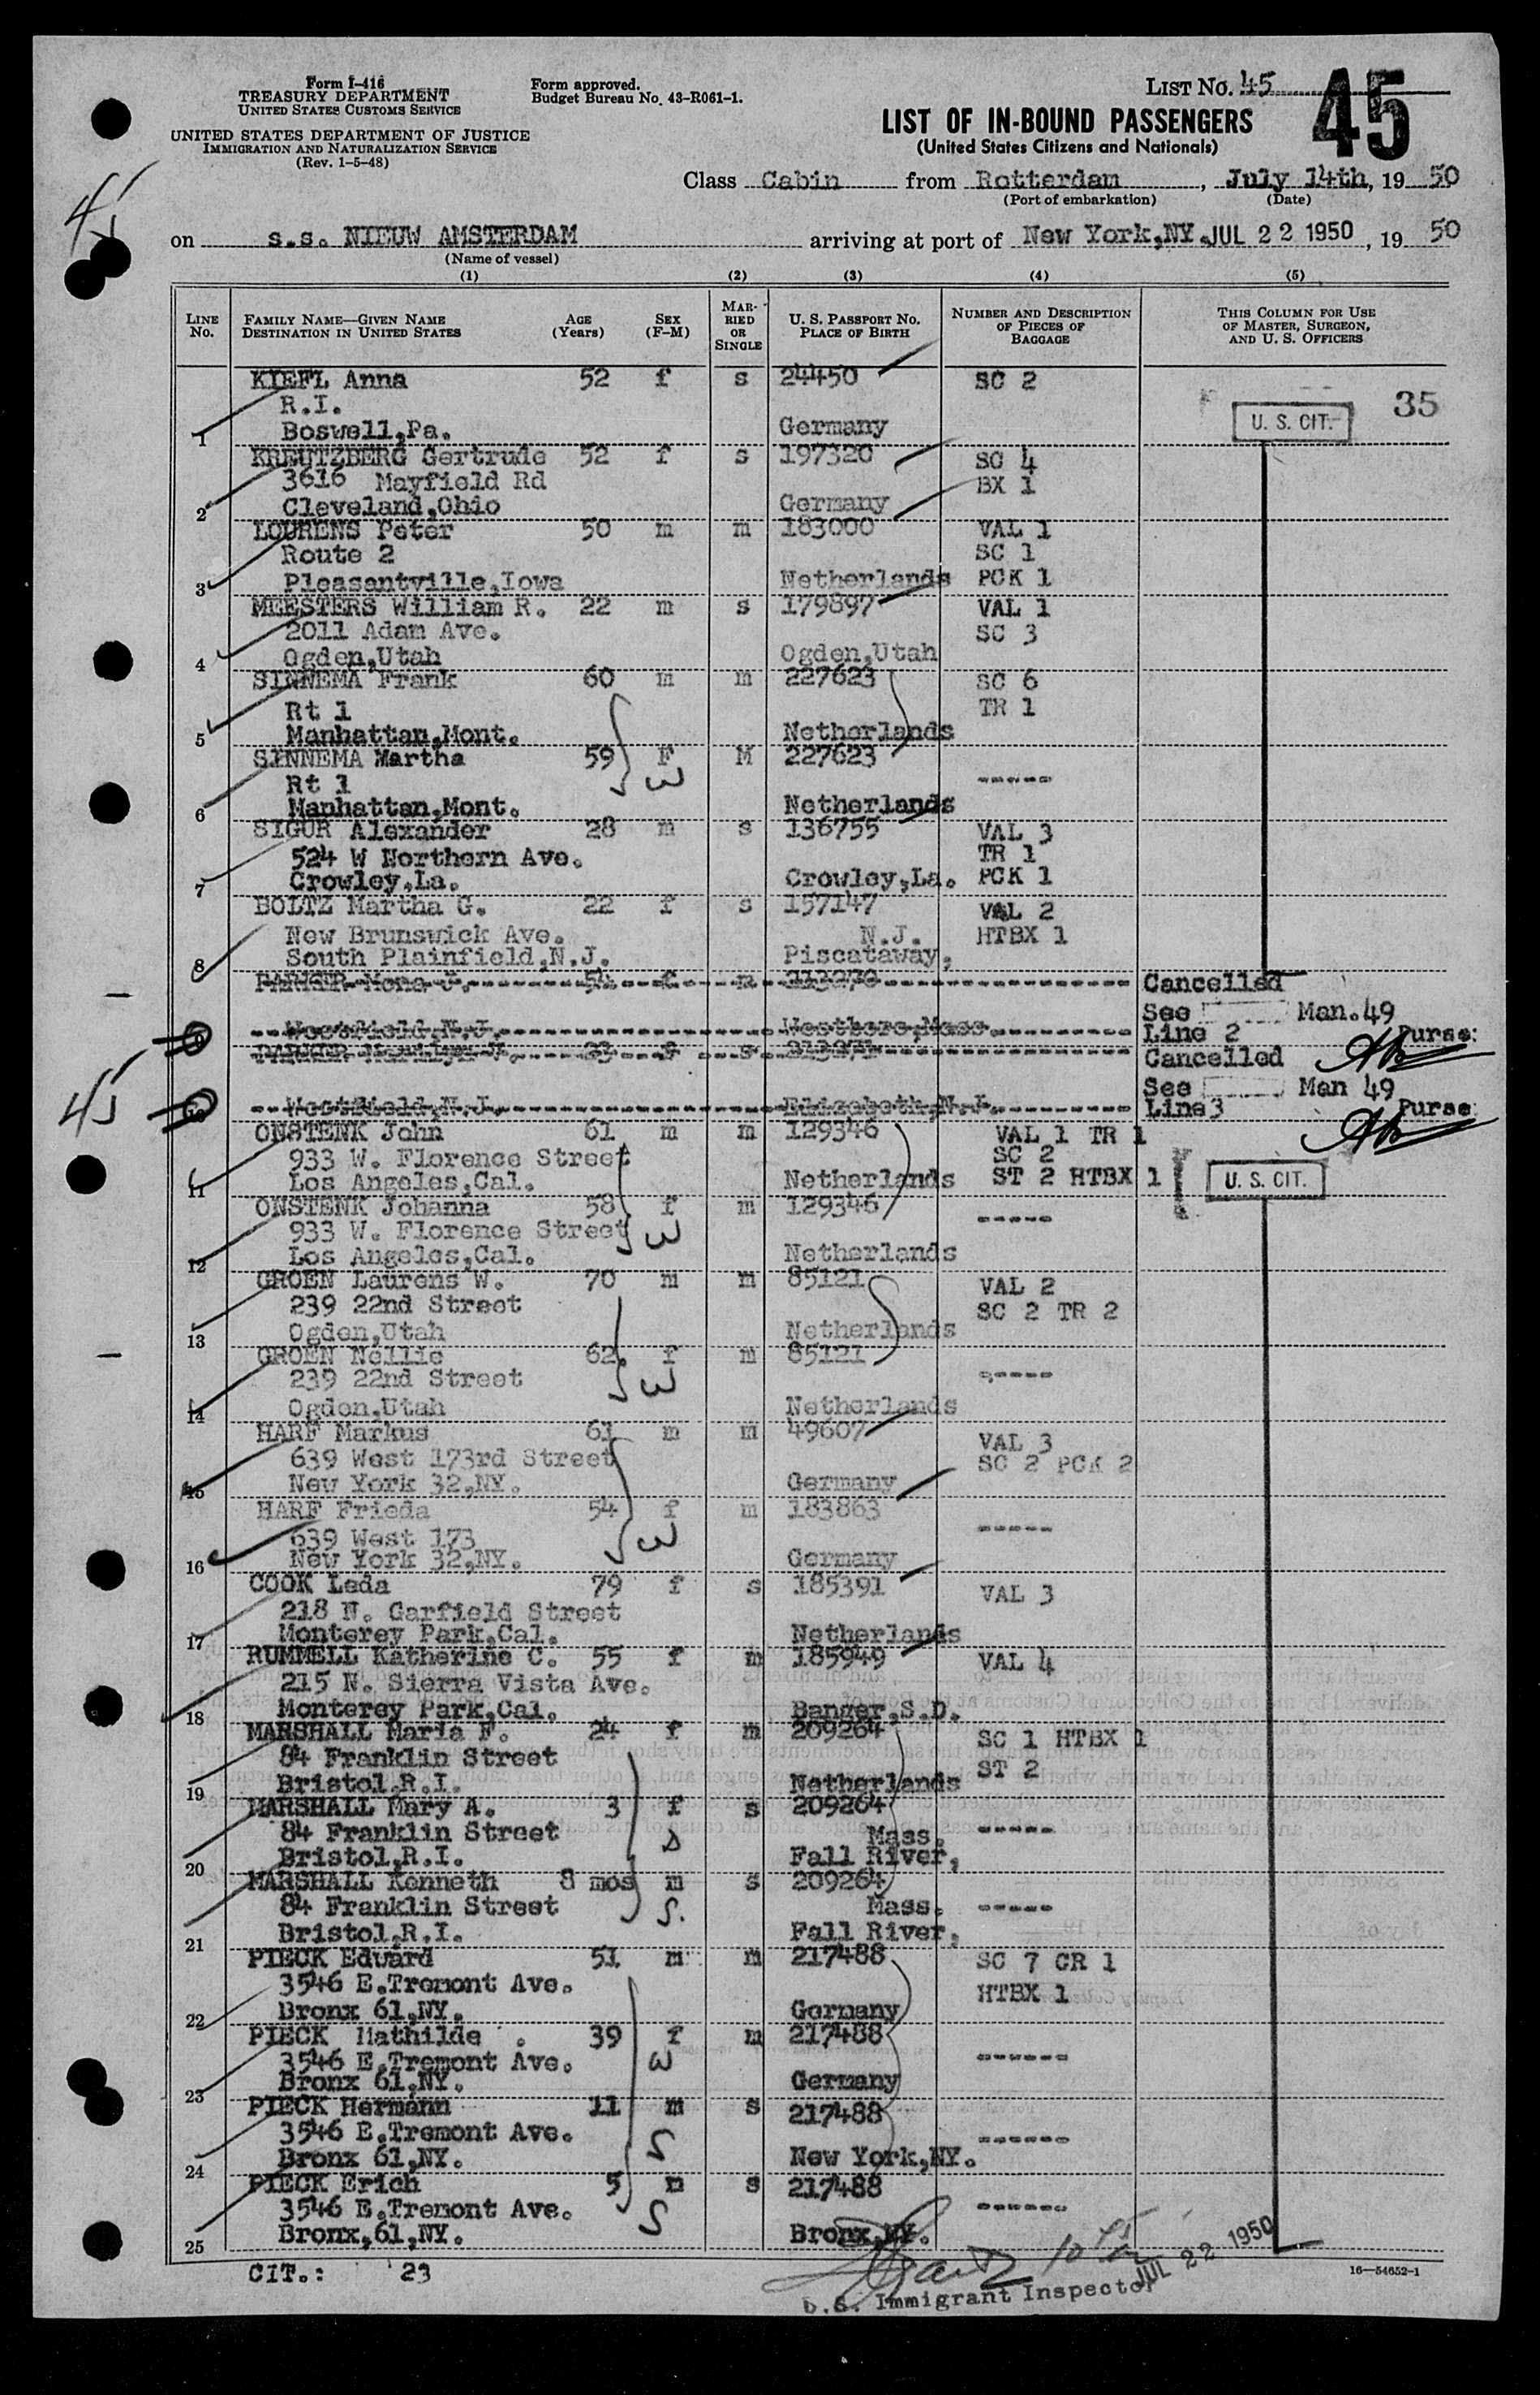 Form I-416
TREASURY DEPARTMENT
UNITED STATES CUSTOMS SERVICE
UNITED STATES DEPARTMENT OF JUSTICE
IMMIGRATION AND NATURALIZATION SERVICE
(Rev. 1-5-48)
Form approved.
Budget Bureau No. 43-R061-1.
LIST NO. 45
45
LIST OF IN-BOUND PASSENGERS
(United States Citizens and Nationals)
Class Cabin from Rotterdam, July 14th, 19 50
(Port of embarkation) (Date)
45
on s.s. NIEUW AMSTERDAM arriving at port of New York,NY. JUL 22 1950, 19 50
(Name of vessel)
(1) (2) (3) (4) (5)
LINE NO.
FAMILY NAME—GIVEN NAME
DESTINATION IN UNITED STATES
AGE (Years)
SEX (F-M)
MARRIED OR SINGLE
U. S. PASSPORT NO.
PLACE OF BIRTH
NUMBER AND DESCRIPTION OF PIECES OF BAGGAGE
THIS COLUMN FOR USE OF MASTER, SURGEON, AND U. S. OFFICERS
KIEFL Anna 52 f s 24450 SC 2
R.I. 35
1 Boswell,Pa. Germany U. S. CIT.
KREUTZBERG Gertrude 52 f s 197320 SC 4
3616 Mayfield Rd BX 1
2 Cleveland,Ohio Germany
LOURENS Peter 50 m m 183000 VAL 1
Route 2 SC 1
3 Pleasantville,Iowa Netherlands PCK 1
MEESTERS William R. 22 m s 179897 VAL 1
2011 Adam Ave. SC 3
4 Ogden,Utah Ogden,Utah
SINNEMA Frank 60 m m 227623 SC 6
Rt 1 TR 1
5 Manhattan,Mont. Netherlands
SINNEMA Martha 59 F M 227623
Rt 1 W -----
6 Manhattan,Mont. Netherlands
SIGUR Alexander 28 m s 136755 VAL 3
524 W Northern Ave. TR 1
7 Crowley,La. Crowley,La. PCK 1
BOLTZ Martha G. 22 f s 157147 VAL 2
New Brunswick Ave. N.J. HTBX 1
8 South Plainfield,N.J. Piscataway,
PARKER Mona J. 54 f m 213270 Cancelled
See Man.49
9 Westfield,N.J. Westboro,Mass. Line 2 Purser
PARKER 23 f s 213271 Cancelled
See Man 49
45
10 Westfield,N.J. Elizabeth,N.J. Line3 Purse
ONSTENK John 61 m m 129346 VAL 1 TR 1
933 W. Florence Street SC 2
11 Los Angeles,Cal. Netherlands ST 2 HTBX 1 U. S. CIT.
ONSTENK Johanna 58 f m 129346
933 W. Florence Street W -----
12 Los Angeles,Cal. Netherlands
GROEN Laurens W. 70 m m 85121 VAL 2
239 22nd Street SC 2 TR 2
13 Ogden,Utah Netherlands
GROEN Nellie 62. f m 85121
239 22nd Street W -----
14 Ogden,Utah Netherlands
HARF Markus 61 m m 49607 VAL 3
639 West 173rd Street SC 2 PCK 2
15 New York 32,NY. Germany
HARF Frieda 54 f m 183863
639 West 173 W -----
16 New York 32,NY. Germany
COOK Leda 79 f s 185391 VAL 3
218 N. Garfield Street
17 Monterey Park,Cal. Netherlands
RUMMELL Katherine C. 55 f m 185949 VAL 4
215 N. Sierra Vista Ave.
18 Monterey Park,Cal. Banger,S.D.
MARSHALL Maria F. 24 f m 209264 SC 1 HTBX 1
84 Franklin Street ST 2
19 Bristol,R.I. Netherlands
MARSHALL Mary A. 3 f s 209264
84 Franklin Street D Mass. -----
20 Bristol,R.I. Fall River,
MARSHALL Kenneth 8 mos m s 209264
84 Franklin Street S. Mass. -----
21 Bristol,R.I. Fall River,
PIECK Edward 51 m m 217488 SC 7 CR 1
3546 E.Tremont Ave. HTBX 1
22 Bronx 61,NY. Germany
PIECK Mathilde . 39 f m 217488
3546 E.Tremont Ave. W ------
23 Bronx 61,NY. Germany
PIECK Hermann 11 m s 217488
3546 E.Tremont Ave. S ------
24 Bronx 61,NY. New York,NY.
PIECK Erich 5 m s 217488
3546 E.Tremont Ave. S ------
25 Bronx,61,NY. Bronx,NY.
CIT.: 23
JUL 22 1950
16—54652-1
U.S. Immigrant Inspector